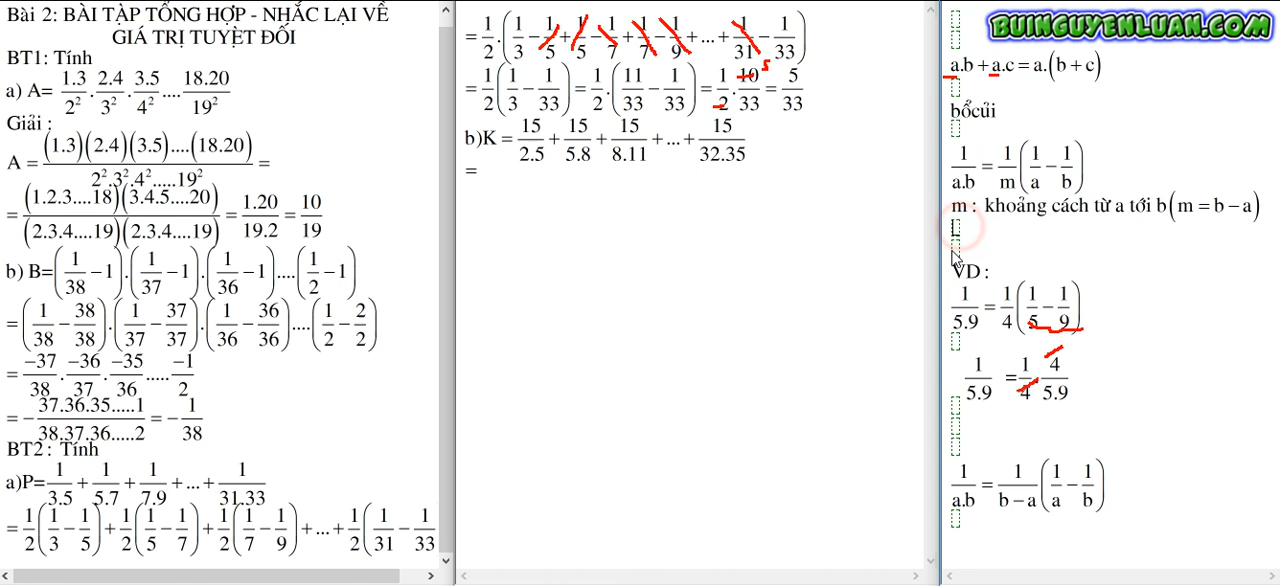 Bài 2: BÀI TẬP TỔNG HỢP - NHẮC LẠI VỀ
GIÁ TRỊ TUYỆT ĐỐI
BT1: Tính
a) A= 1.3/2² . 2.4/3² . 3.5/4² .... 18.20/19²
Giải :
A = (1.3)(2.4)(3.5)....(18.20)/2².3².4².....19² =
= (1.2.3....18)(3.4.5....20)/(2.3.4....19)(2.3.4....19) = 1.20/19.2 = 10/19
b) B=(1/38 − 1).(1/37 − 1).(1/36 − 1)....(1/2 − 1)
= (1/38 − 38/38).(1/37 − 37/37).(1/36 − 36/36)....(1/2 − 2/2)
= −37/38 . −36/37 . −35/36 ..... −1/2
= − 37.36.35.....1/38.37.36.....2 = − 1/38
BT2 : Tính
a)P= 1/3.5 + 1/5.7 + 1/7.9 + ... + 1/31.33
= 1/2(1/3 − 1/5) + 1/2(1/5 − 1/7) + 1/2(1/7 − 1/9) + ... + 1/2(1/31 − 1/33
= 1/2.(1/3 − 1/5 + 1/5 − 1/7 + 1/7 − 1/9 + ... + 1/31 − 1/33)
= 1/2(1/3 − 1/33) = 1/2.(11/33 − 1/33) = 1/2 . 10/33 = 5/33
5
b)K = 15/2.5 + 15/5.8 + 15/8.11 + ... + 15/32.35
=
BUINGUYENLUAN.COM
a.b + a.c = a.(b + c)
bổcủi
1/a.b = 1/m(1/a − 1/b)
m : khoảng cách từ a tới b(m = b − a)
VD :
1/5.9 = 1/4(1/5 − 1/9)
1/5.9 = 1/4 . 4/5.9
1/a.b = 1/b − a(1/a − 1/b)